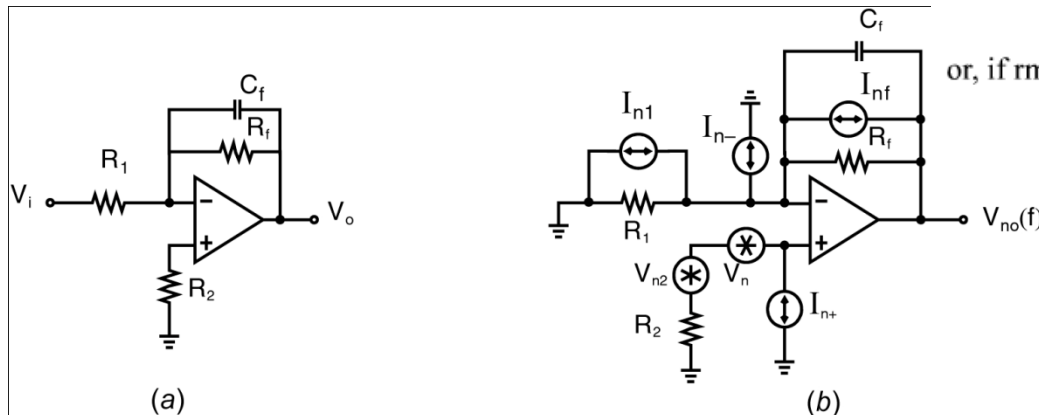 C_f
R_f
R_1
V_i
V_o
R_2
(a)
C_f
or, if rm
I_nf
I_n1
I_n–
R_f
R_1
V_no(f)
V_n2
V_n
R_2
I_n+
(b)